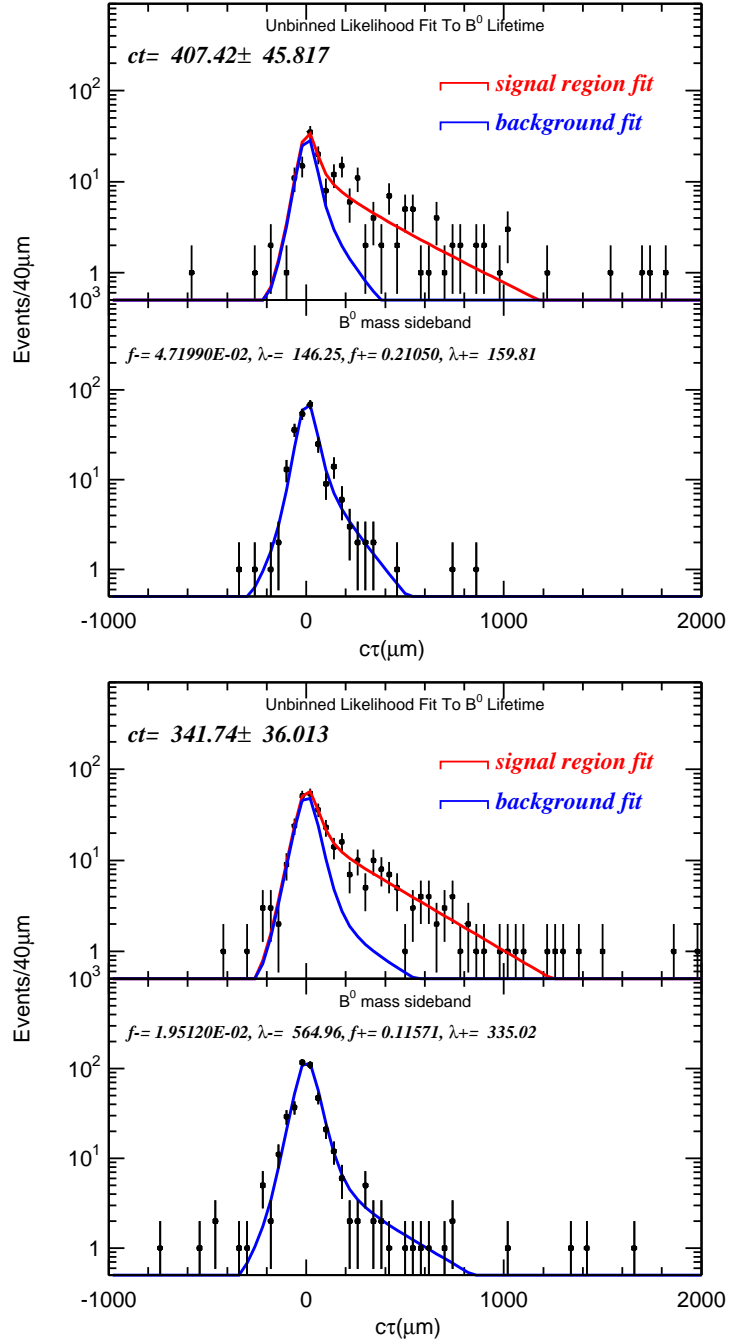 Unbinned Likelihood Fit To B⁰ Lifetime
ct= 407.42± 45.817
signal region fit
background fit
10²
10
1
10³
Events/40μm
B⁰ mass sideband
f-= 4.71990E-02, λ-= 146.25, f+= 0.21050, λ+= 159.81
10²
10
1
-1000 0 1000 2000
cτ(μm)
Unbinned Likelihood Fit To B⁰ Lifetime
ct= 341.74± 36.013
signal region fit
background fit
10²
10
1
10³
Events/40μm
B⁰ mass sideband
f-= 1.95120E-02, λ-= 564.96, f+= 0.11571, λ+= 335.02
10²
10
1
-1000 0 1000 2000
cτ(μm)